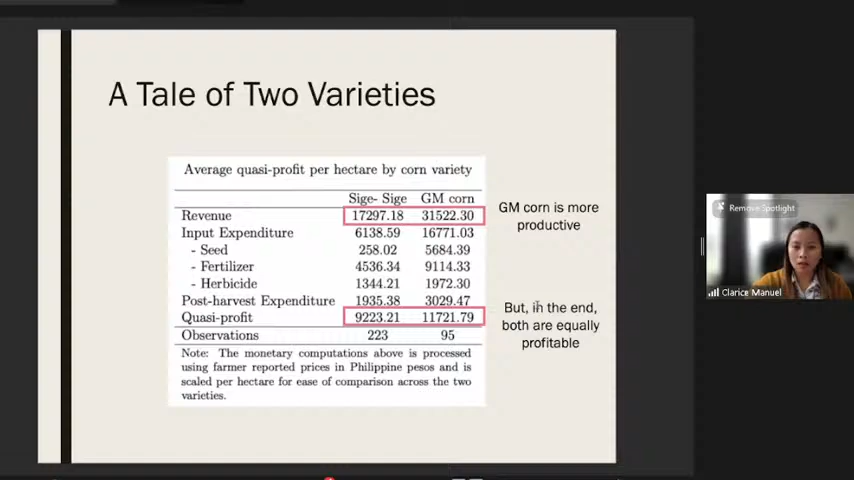 A Tale of Two Varieties
Average quasi-profit per hectare by corn variety
Sige- Sige GM corn
Revenue 17297.18 31522.30
Input Expenditure 6138.59 16771.03
- Seed 258.02 5684.39
- Fertilizer 4536.34 9114.33
- Herbicide 1344.21 1972.30
Post-harvest Expenditure 1935.38 3029.47
Quasi-profit 9223.21 11721.79
Observations 223 95
Note: The monetary computations above is processed
using farmer reported prices in Philippine pesos and is
scaled per hectare for ease of comparison across the two
varieties.
GM corn is more
productive
But, in the end,
both are equally
profitable
Remove Spotlight
Clarice Manuel